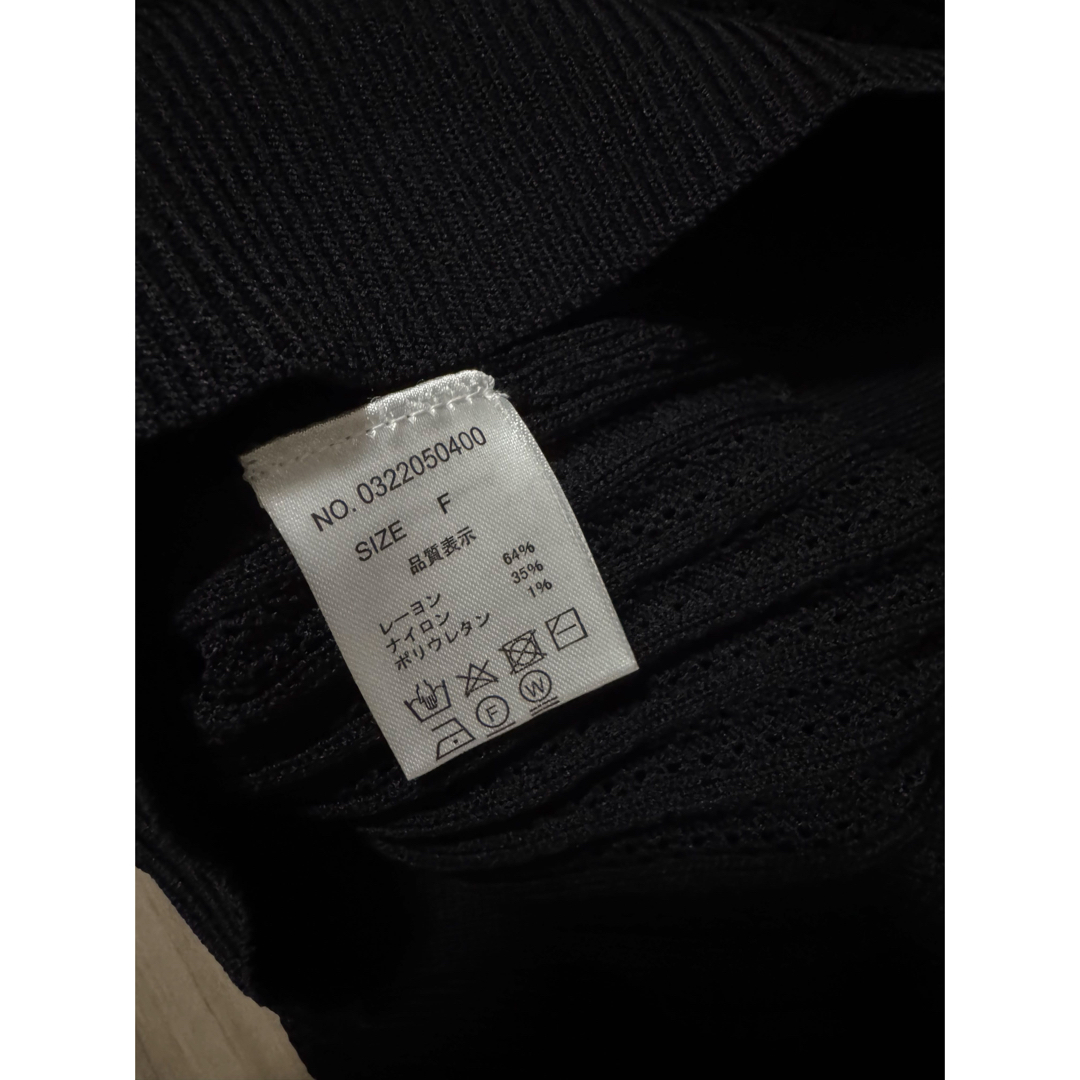 NO. 0322050400
SIZE F
品質表示
レーヨン 64%
ナイロン 35%
ポリウレタン 1%
F W